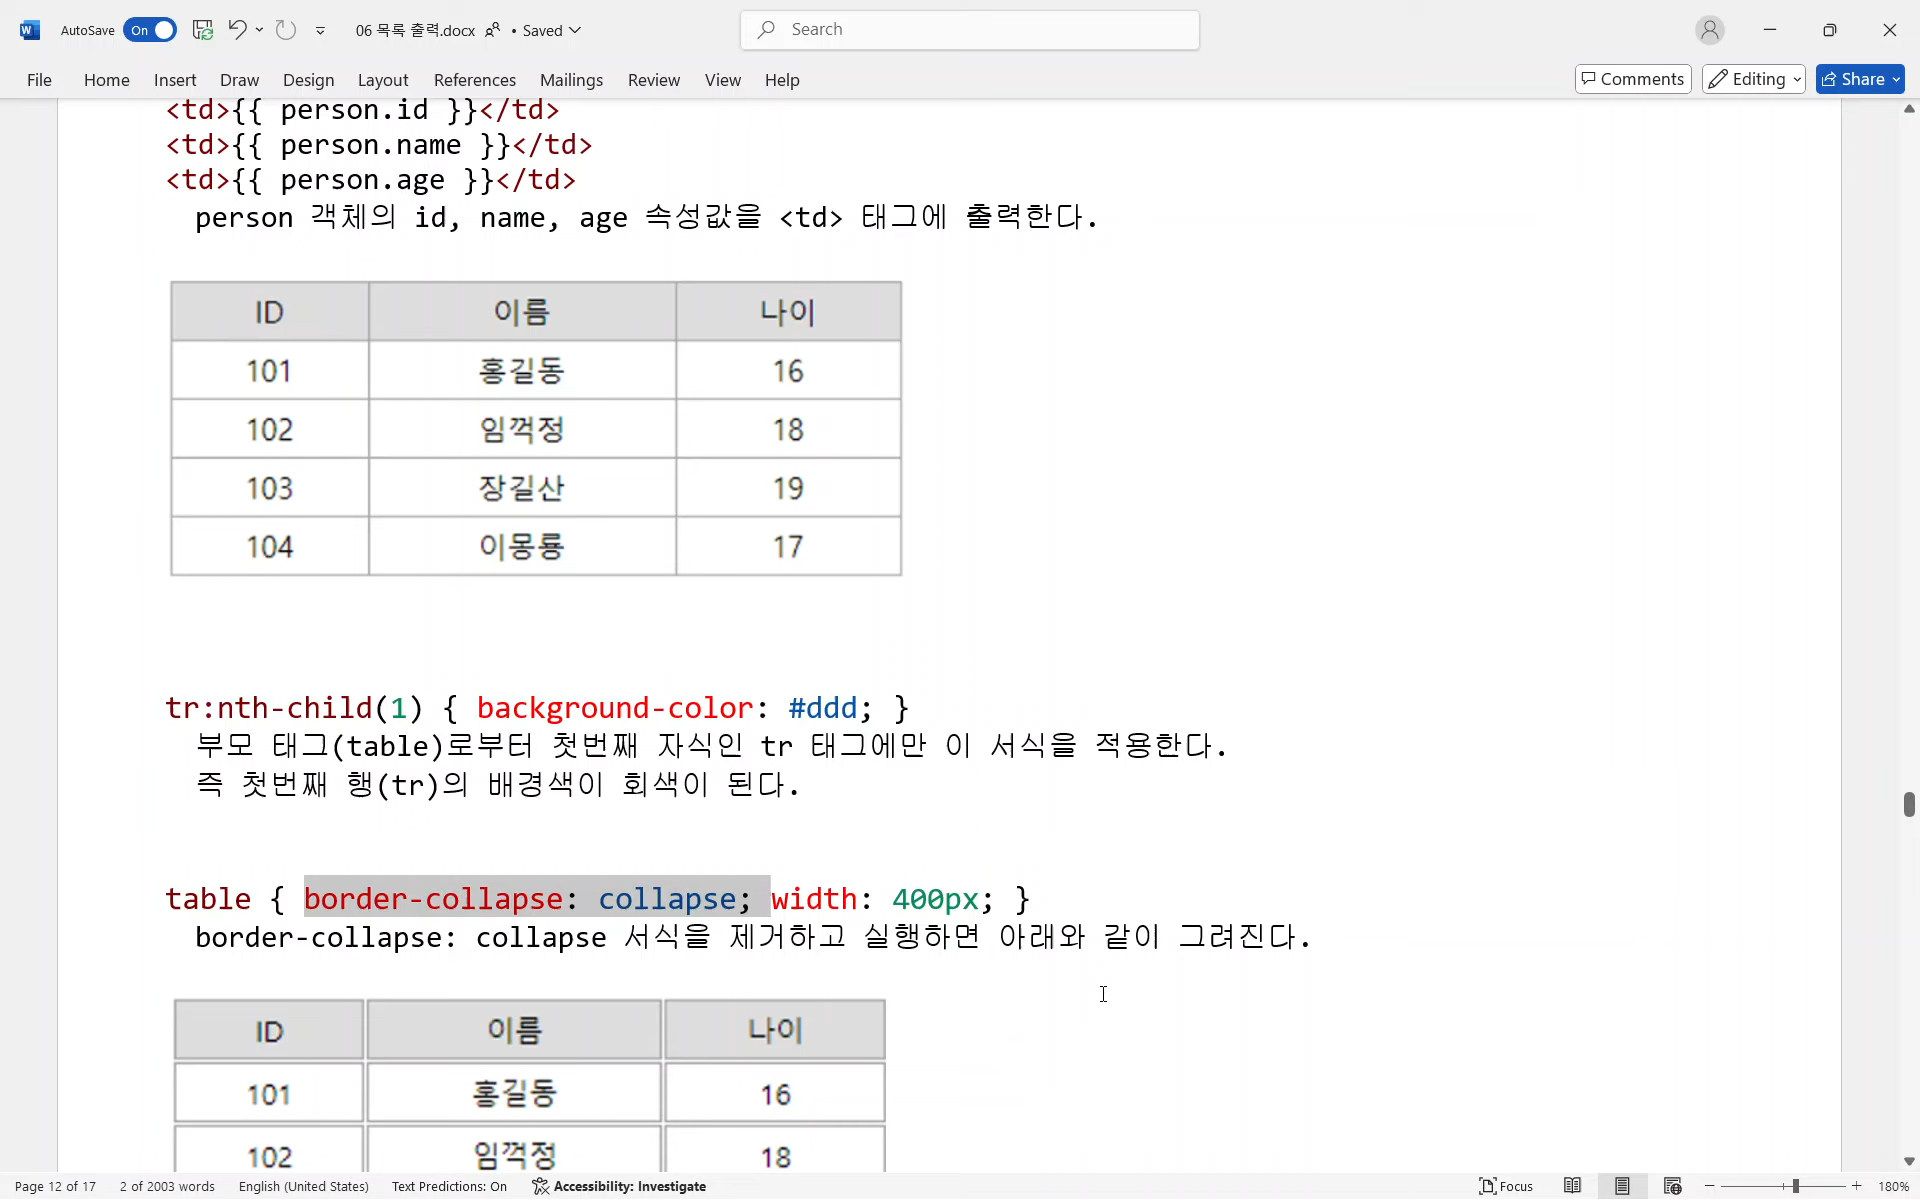 AutoSave On 06 목록 출력.docx • Saved Search
File Home Insert Draw Design Layout References Mailings Review View Help Comments Editing Share
<td>{{ person.id }}</td>
<td>{{ person.name }}</td>
<td>{{ person.age }}</td>
person 객체의 id, name, age 속성값을 <td> 태그에 출력한다.
ID 이름 나이
101 홍길동 16
102 임꺽정 18
103 장길산 19
104 이몽룡 17
tr:nth-child(1) { background-color: #ddd; }
부모 태그(table)로부터 첫번째 자식인 tr 태그에만 이 서식을 적용한다.
즉 첫번째 행(tr)의 배경색이 회색이 된다.
table { border-collapse: collapse; width: 400px; }
border-collapse: collapse 서식을 제거하고 실행하면 아래와 같이 그려진다.
ID 이름 나이
101 홍길동 16
102 임꺽정 18
Page 12 of 17 2 of 2003 words English (United States) Text Predictions: On Accessibility: Investigate Focus 180%